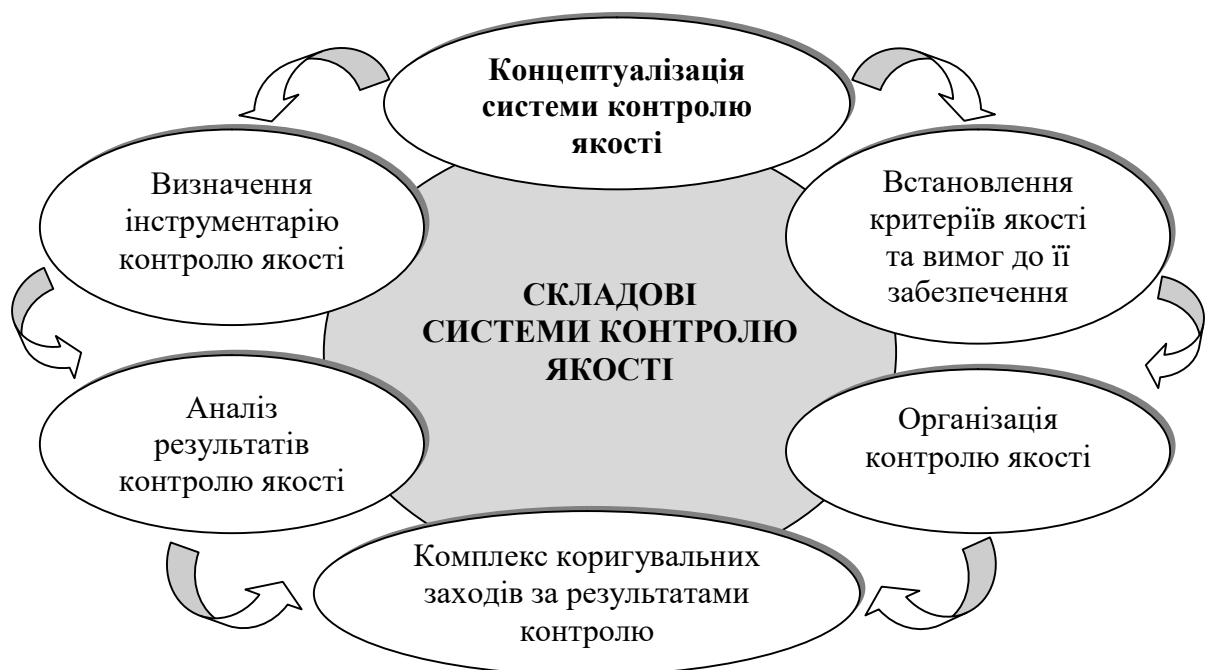 Концептуалізація
системи контролю
якості
Визначення
інструментарію
контролю якості
Встановлення
критеріїв якості
та вимог до її
забезпечення
СКЛАДОВІ
СИСТЕМИ КОНТРОЛЮ
ЯКОСТІ
Аналіз
результатів
контролю якості
Організація
контролю якості
Комплекс коригувальних
заходів за результатами
контролю